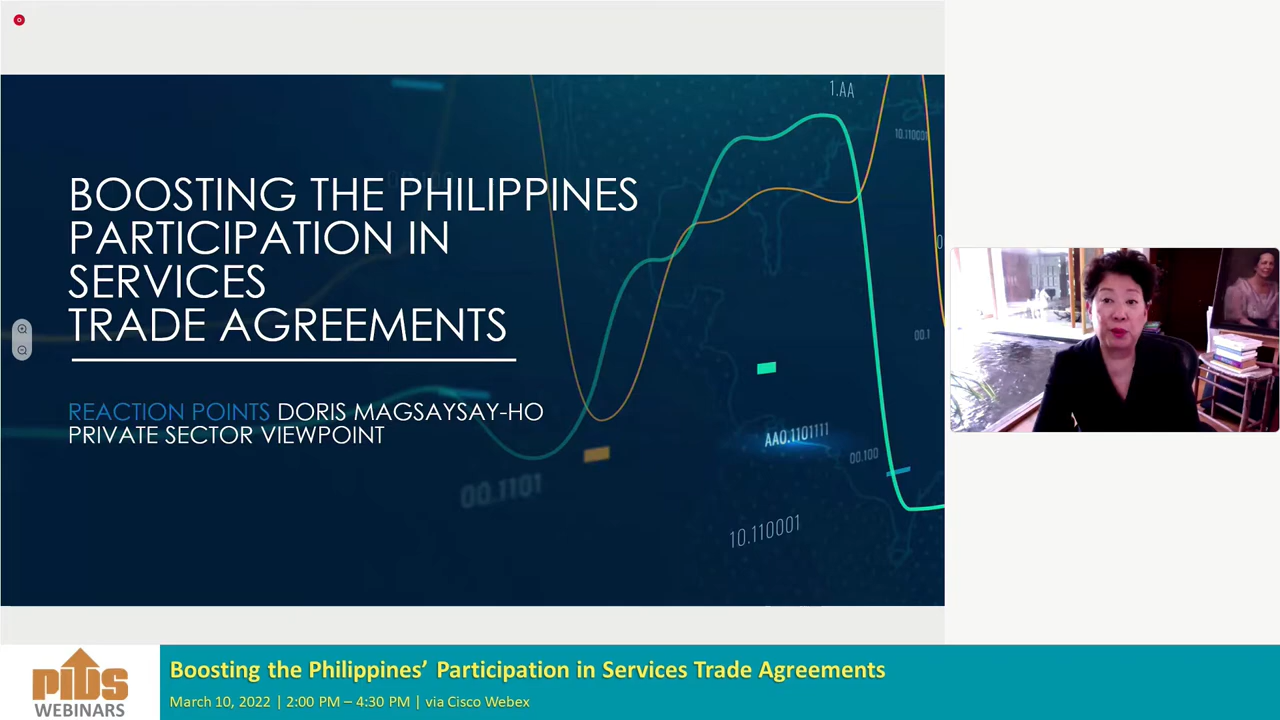 1.AA
10.110001
BOOSTING THE PHILIPPINES
PARTICIPATION IN
SERVICES
TRADE AGREEMENTS
00.1
REACTION POINTS DORIS MAGSAYSAY-HO
PRIVATE SECTOR VIEWPOINT
AA0.1101111
00.100
00.1101
10.110001
PIDS
WEBINARS
Boosting the Philippines’ Participation in Services Trade Agreements
March 10, 2022 | 2:00 PM – 4:30 PM | via Cisco Webex